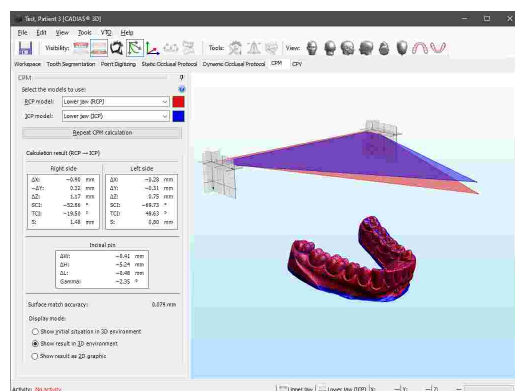 Test, Patient 3 [CADIAS® 3D]
File Edit View Tools VTO Help
Visibility: Tools: View:
Workspace Tooth Segmentation Point Digitizing Static Occlusal Protocol Dynamic Occlusal Protocol CPM CPV
CPM
Select the models to use:
RCP model: Lower jaw (RCP)
ICP model: Lower jaw (ICP)
Repeat CPM calculation
Calculation result (RCP → ICP)
Right side Left side
ΔX: -0.90 mm ΔX: -0.28 mm
-ΔY: 0.22 mm ΔY: -0.31 mm
ΔZ: 1.17 mm ΔZ: 0.75 mm
SCI: -52.56 ° SCI: -69.73 °
TCI: -19.50 ° TCI: 48.63 °
S: 1.48 mm S: 0.80 mm
Incisal pin
ΔW: -0.41 mm
ΔH: -5.24 mm
ΔL: -0.48 mm
Gamma: -2.35 °
Surface match accuracy: 0.079 mm
Display mode:
Show initial situation in 3D environment
Show result in 3D environment
Show result as 2D graphic
Activity: No activity Upper jaw Lower jaw (ICP) X: — Y: — Z: —